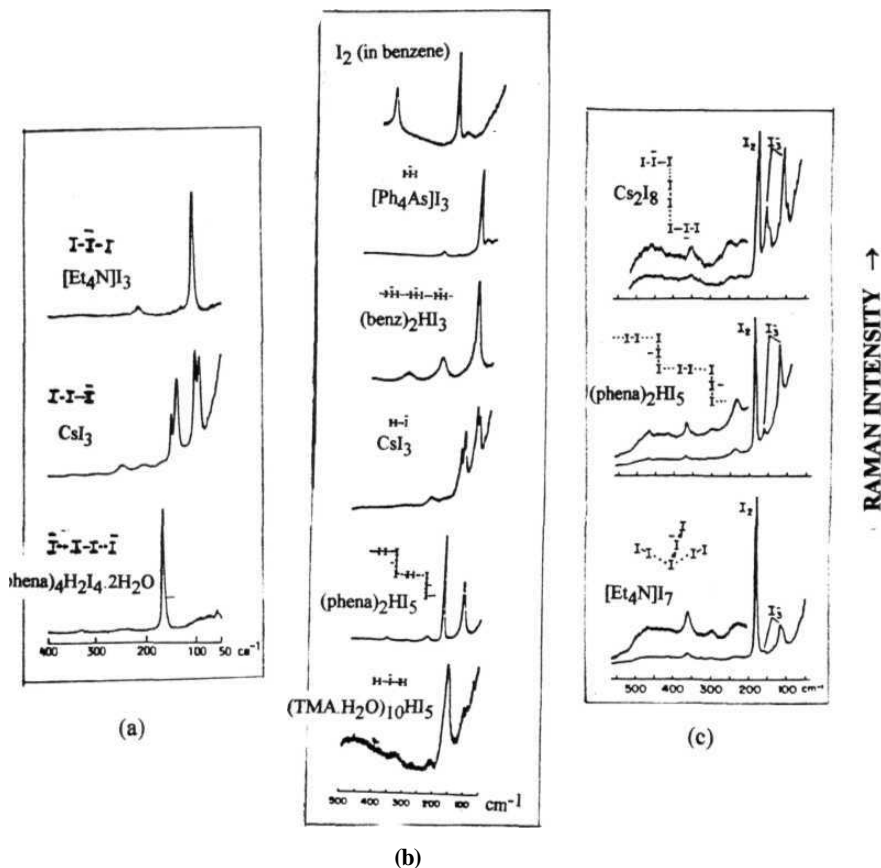 I-Ī-I
[Et4N]I3
I-I-Ī
CsI3
Ī··I-I··Ī
phena)4H2I4.2H2O
400 300 200 100 50 cm-1
(a)
I2 (in benzene)
[Ph4As]I3
(benz)2HI3
CsI3
(phena)2HI5
(TMA.H2O)10HI5
500 400 300 200 100 cm-1
(b)
I2 I3-
I-Ī-I
Cs2I8
I-I-I
I2 I3-
(phena)2HI5
I2
[Et4N]I7
I3-
500 400 300 200 100 cm-1
(c)
RAMAN INTENSITY →